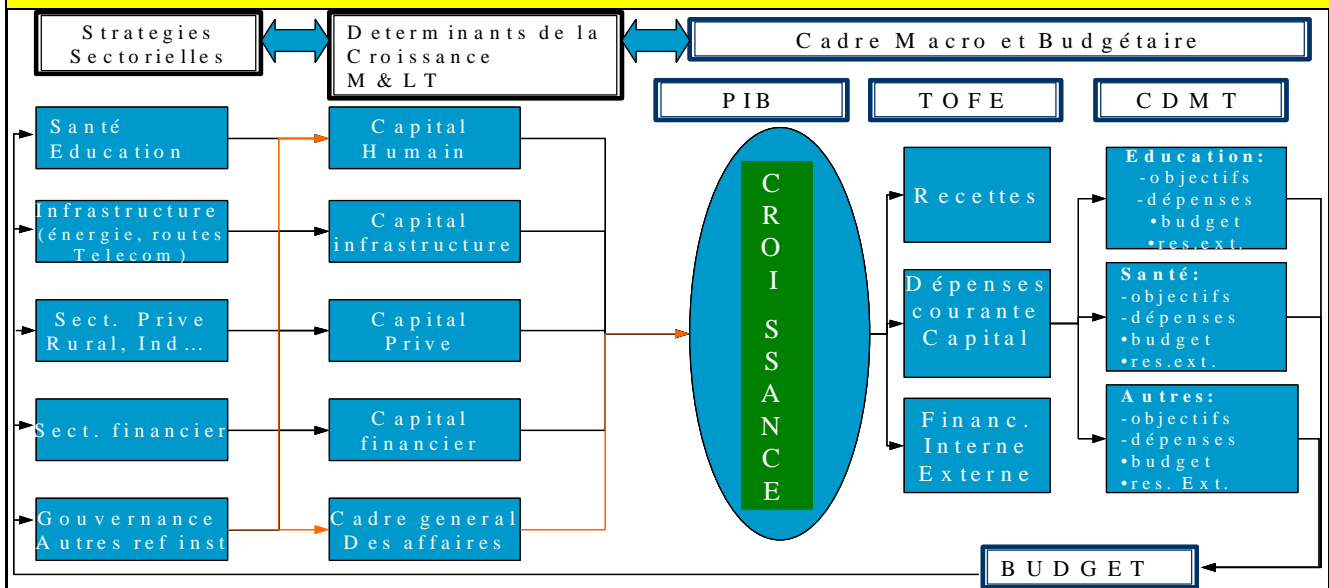 Strategies
Sectorielles
Determinants de la
Croissance
M & LT
Cadre Macro et Budgétaire
PIB
TOFE
CDMT
Santé
Education
Capital
Humain
Infrastructure
(énergie, routes
Telecom)
Capital
infrastructure
Sect. Prive
Rural, Ind...
Capital
Prive
Sect. financier
Capital
financier
Gouvernance
Autres ref inst
Cadre general
Des affaires
CROISSANCE
Recettes
Dépenses
courante
Capital
Financ.
Interne
Externe
Education:
-objectifs
-dépenses
•budget
•res.ext.
Santé:
-objectifs
-dépenses
•budget
•res.ext.
Autres:
-objectifs
-dépenses
•budget
•res. Ext.
BUDGET